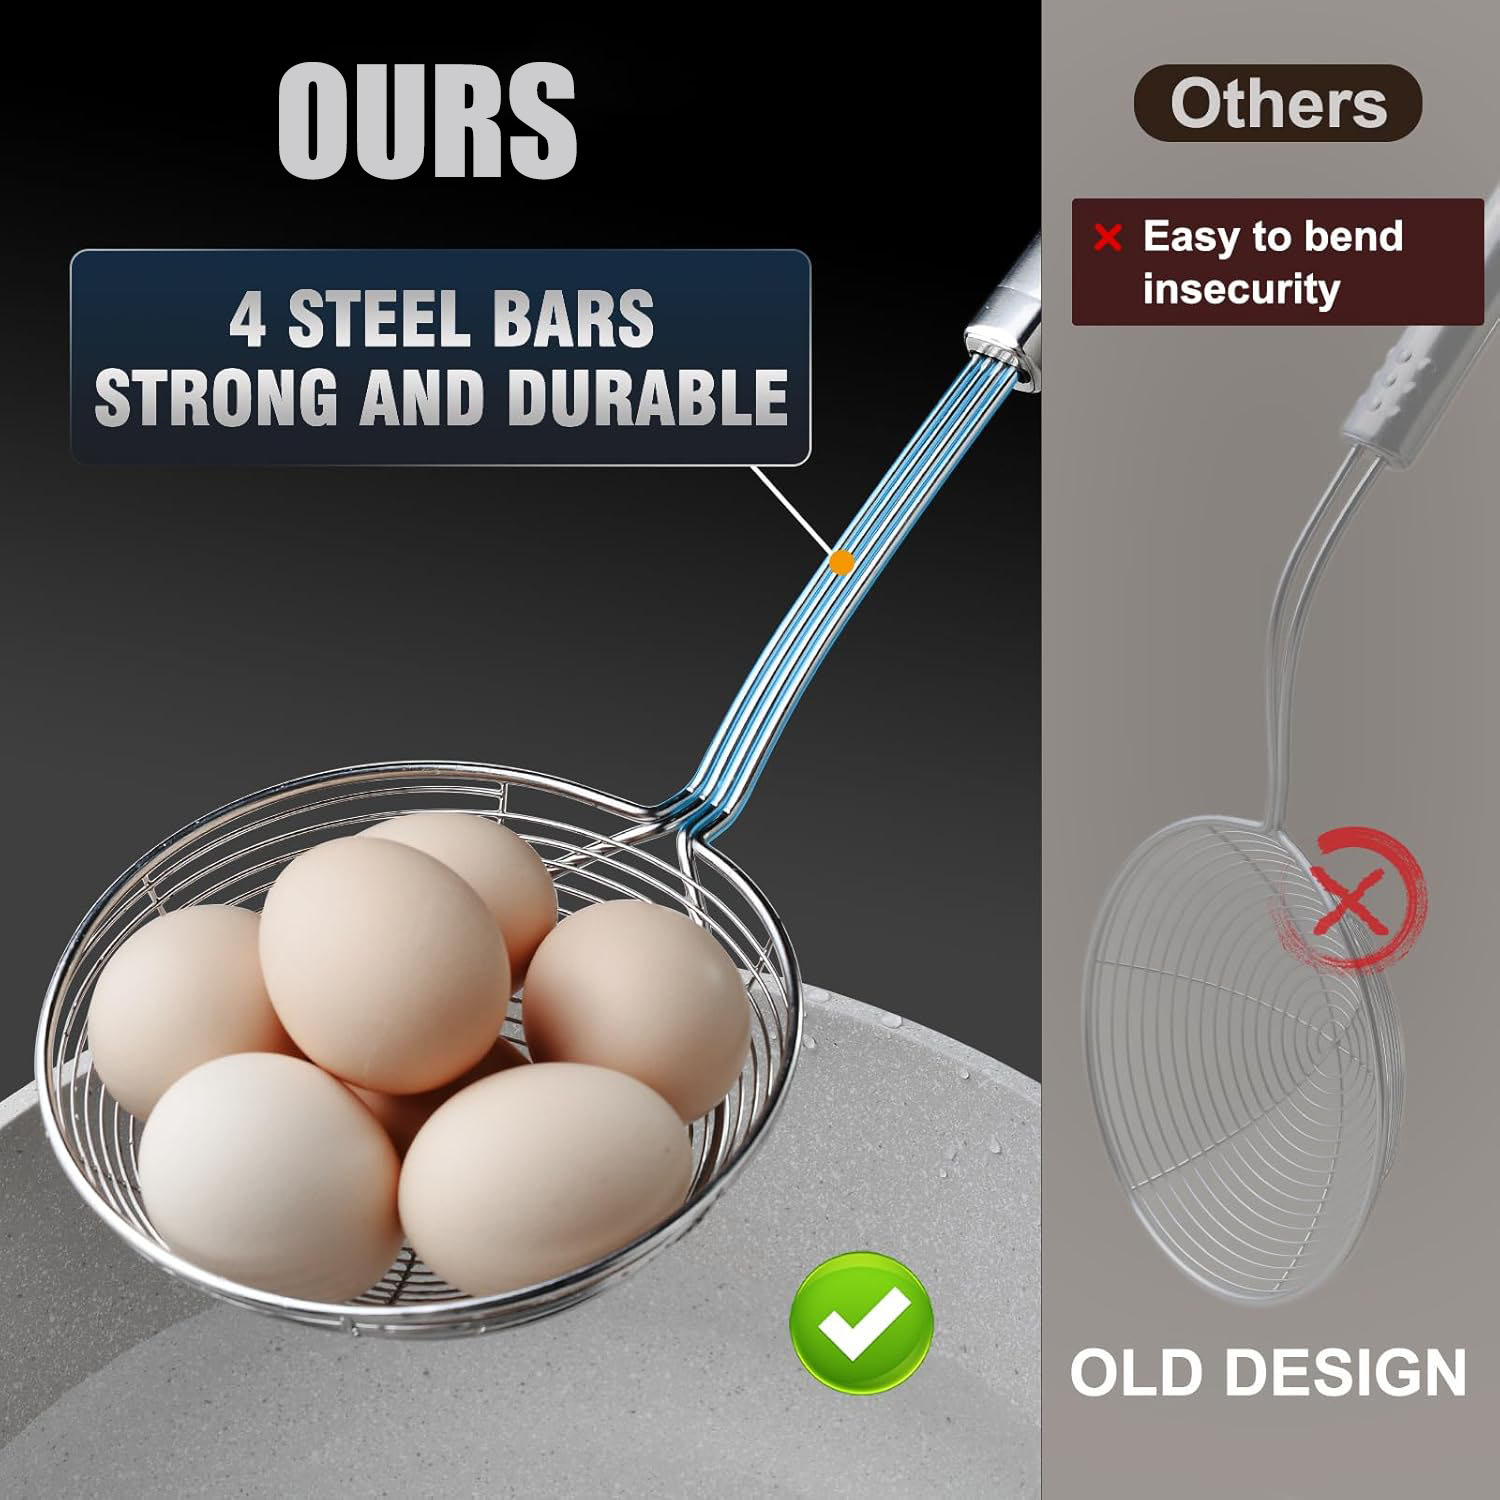 OURS
4 STEEL BARS
STRONG AND DURABLE
Others
Easy to bend
insecurity
OLD DESIGN